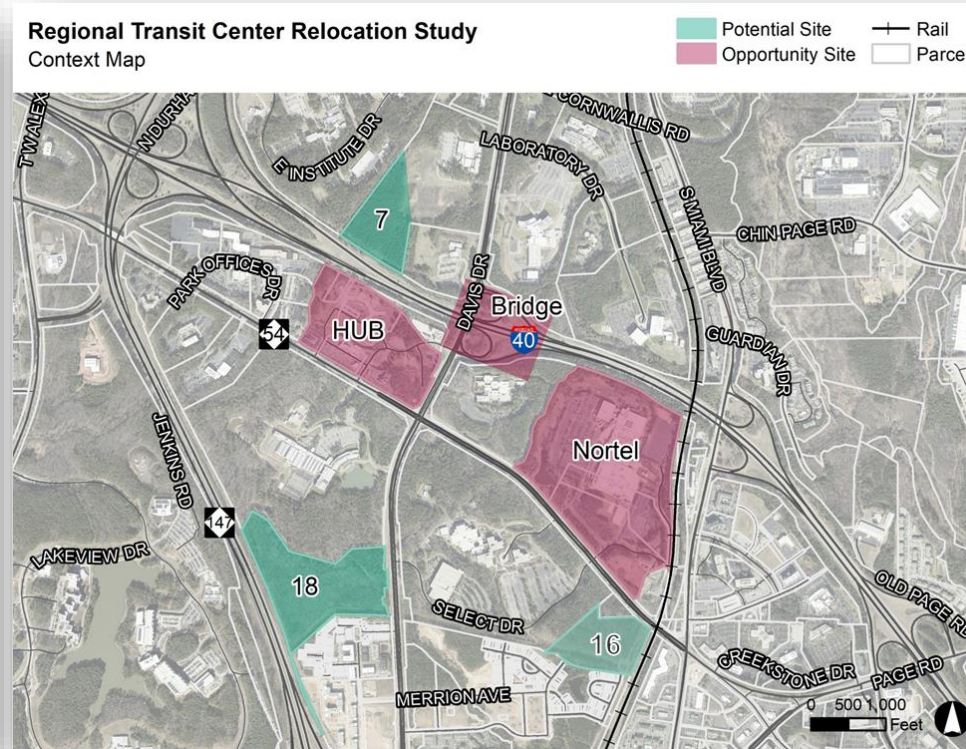 Regional Transit Center Relocation Study
Context Map
Potential Site
Opportunity Site
Rail
Parce
T W ALEX
N DURHA
E INSTITUTE DR
CORNWALLIS RD
LABORATORY DR
S MIAMI BLVD
CHIN PAGE RD
7
PARK OFFICES DR
DAVIS DR
Bridge
HUB
54
40
GUARDIAN DR
Nortel
JENKINS RD
147
LAKEVIEW DR
18
SELECT DR
16
OLD PAGE RD
CREEKSTONE DR
PAGE RD
MERRION AVE
0 500 1,000
Feet